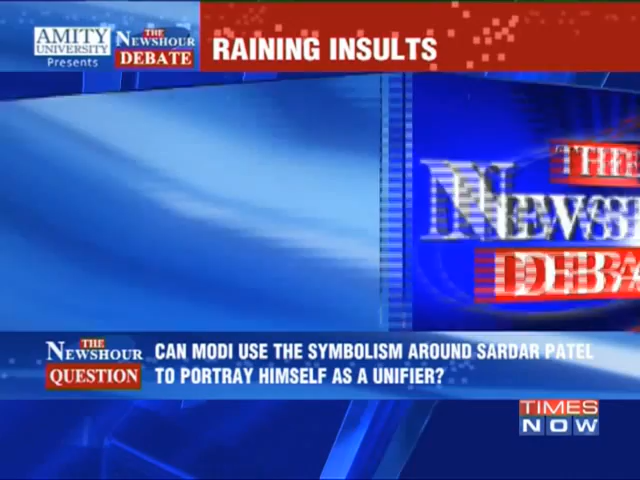 AMITY
UNIVERSITY
Presents
THE
NEWSHOUR
DEBATE
RAINING INSULTS
THE
NEWSHOUR
QUESTION
CAN MODI USE THE SYMBOLISM AROUND SARDAR PATEL
TO PORTRAY HIMSELF AS A UNIFIER?
TIMES
NOW